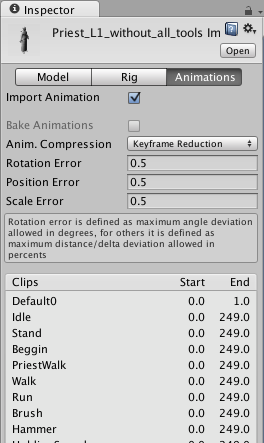 Inspector
Priest_L1_without_all_tools Im
Open
Model Rig Animations
Import Animation
Bake Animations
Anim. Compression Keyframe Reduction
Rotation Error 0.5
Position Error 0.5
Scale Error 0.5
Rotation error is defined as maximum angle deviation
allowed in degrees, for others it is defined as
maximum distance/delta deviation allowed in
percents
Clips Start End
Default0 0.0 1.0
Idle 0.0 249.0
Stand 0.0 249.0
Beggin 0.0 249.0
PriestWalk 0.0 249.0
Walk 0.0 249.0
Run 0.0 249.0
Brush 0.0 249.0
Hammer 0.0 249.0